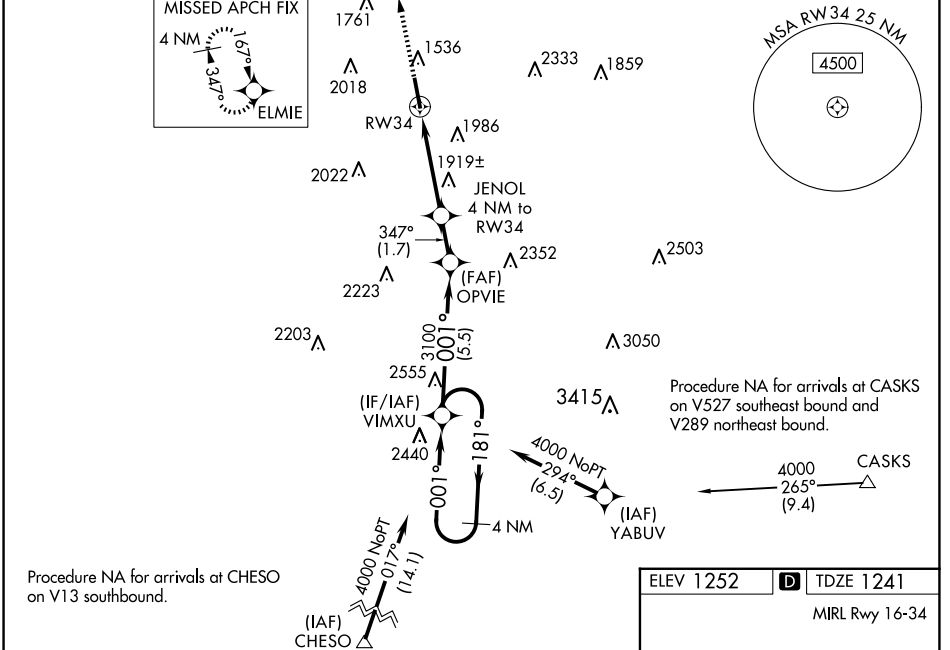 MISSED APCH FIX
4 NM
167°
347°
ELMIE
1761
1536
2018
2333
1859
MSA RW34 25 NM
4500
RW34
1986
1919±
2022
JENOL
4 NM to
RW34
347°
(1.7)
2352
2503
(FAF)
OPVIE
2223
3100
001°
(5.5)
2203
3050
2555
(IF/IAF)
VIMXU
3415
Procedure NA for arrivals at CASKS
on V527 southeast bound and
V289 northeast bound.
2440
001°
181°
4 NM
4000 NoPT
294°
(6.5)
(IAF)
YABUV
4000
265°
(9.4)
CASKS
4000 NoPT
017°
(14.1)
Procedure NA for arrivals at CHESO
on V13 southbound.
(IAF)
CHESO
ELEV 1252
D
TDZE 1241
MIRL Rwy 16-34